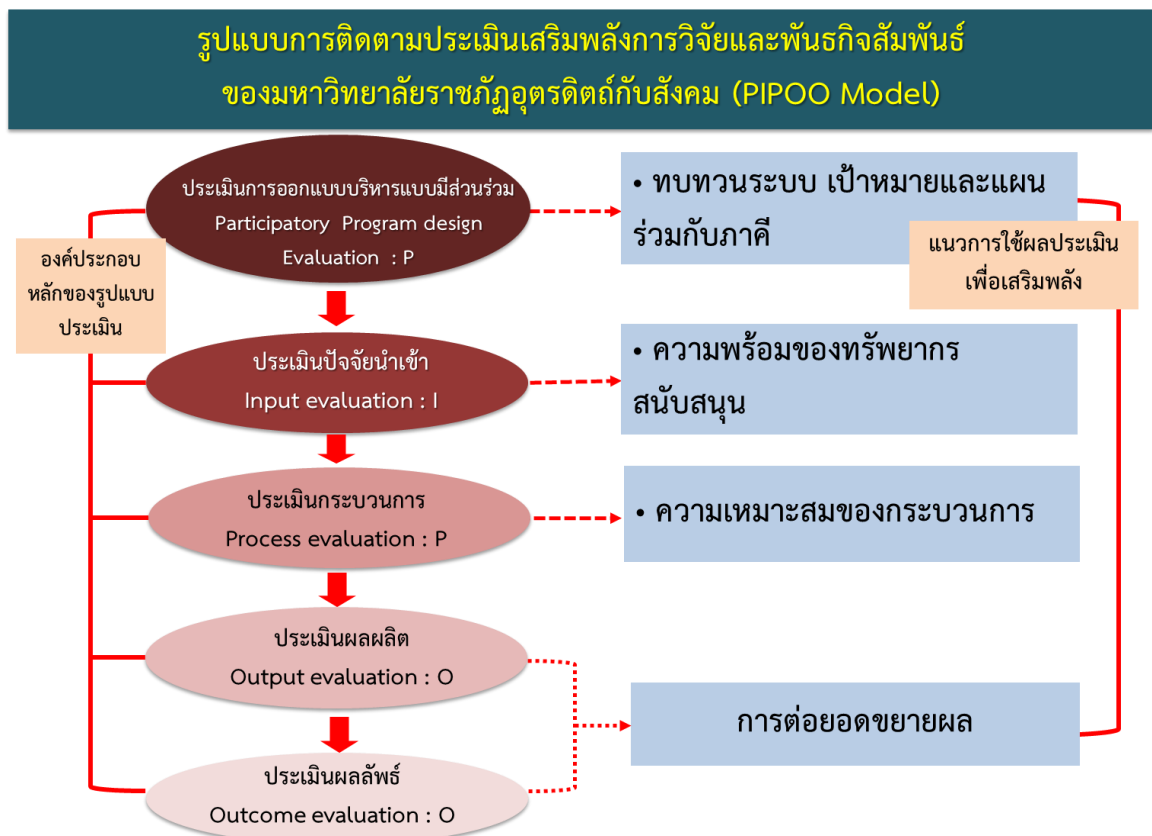 รูปแบบการติดตามประเมินเสริมพลังการวิจัยและพันธกิจสัมพันธ์
ของมหาวิทยาลัยราชภัฏอุตรดิตถ์กับสังคม (PIPOO Model)
ประเมินการออกแบบบริหารแบบมีส่วนร่วม
Participatory Program design
Evaluation : P
• ทบทวนระบบ เป้าหมายและแผน
ร่วมกับภาคี
องค์ประกอบ
หลักของรูปแบบ
ประเมิน
แนวการใช้ผลประเมิน
เพื่อเสริมพลัง
ประเมินปัจจัยนำเข้า
Input evaluation : I
• ความพร้อมของทรัพยากร
สนับสนุน
ประเมินกระบวนการ
Process evaluation : P
• ความเหมาะสมของกระบวนการ
ประเมินผลผลิต
Output evaluation : O
การต่อยอดขยายผล
ประเมินผลลัพธ์
Outcome evaluation : O